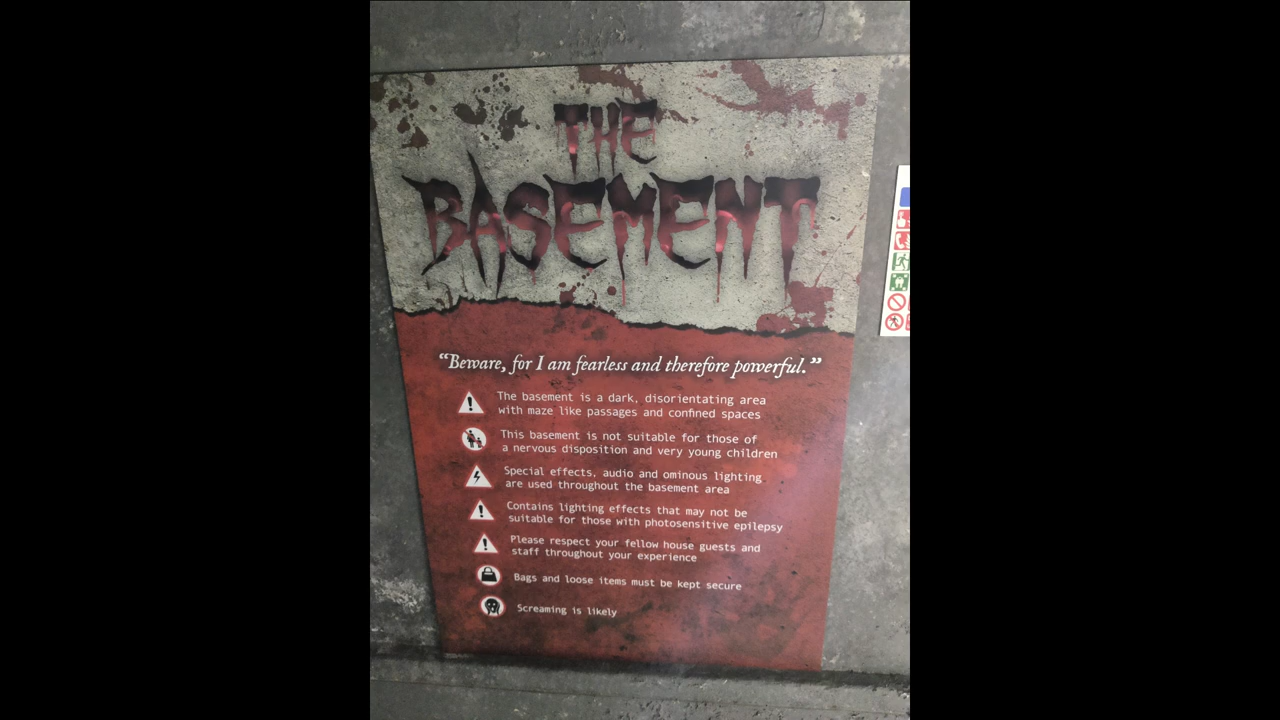 THE
BASEMENT
“Beware, for I am fearless and therefore powerful.”
The basement is a dark, disorientating area
with maze like passages and confined spaces
This basement is not suitable for those of
a nervous disposition and very young children
Special effects, audio and ominous lighting
are used throughout the basement area
Contains lighting effects that may not be
suitable for those with photosensitive epilepsy
Please respect your fellow house guests and
staff throughout your experience
Bags and loose items must be kept secure
Screaming is likely